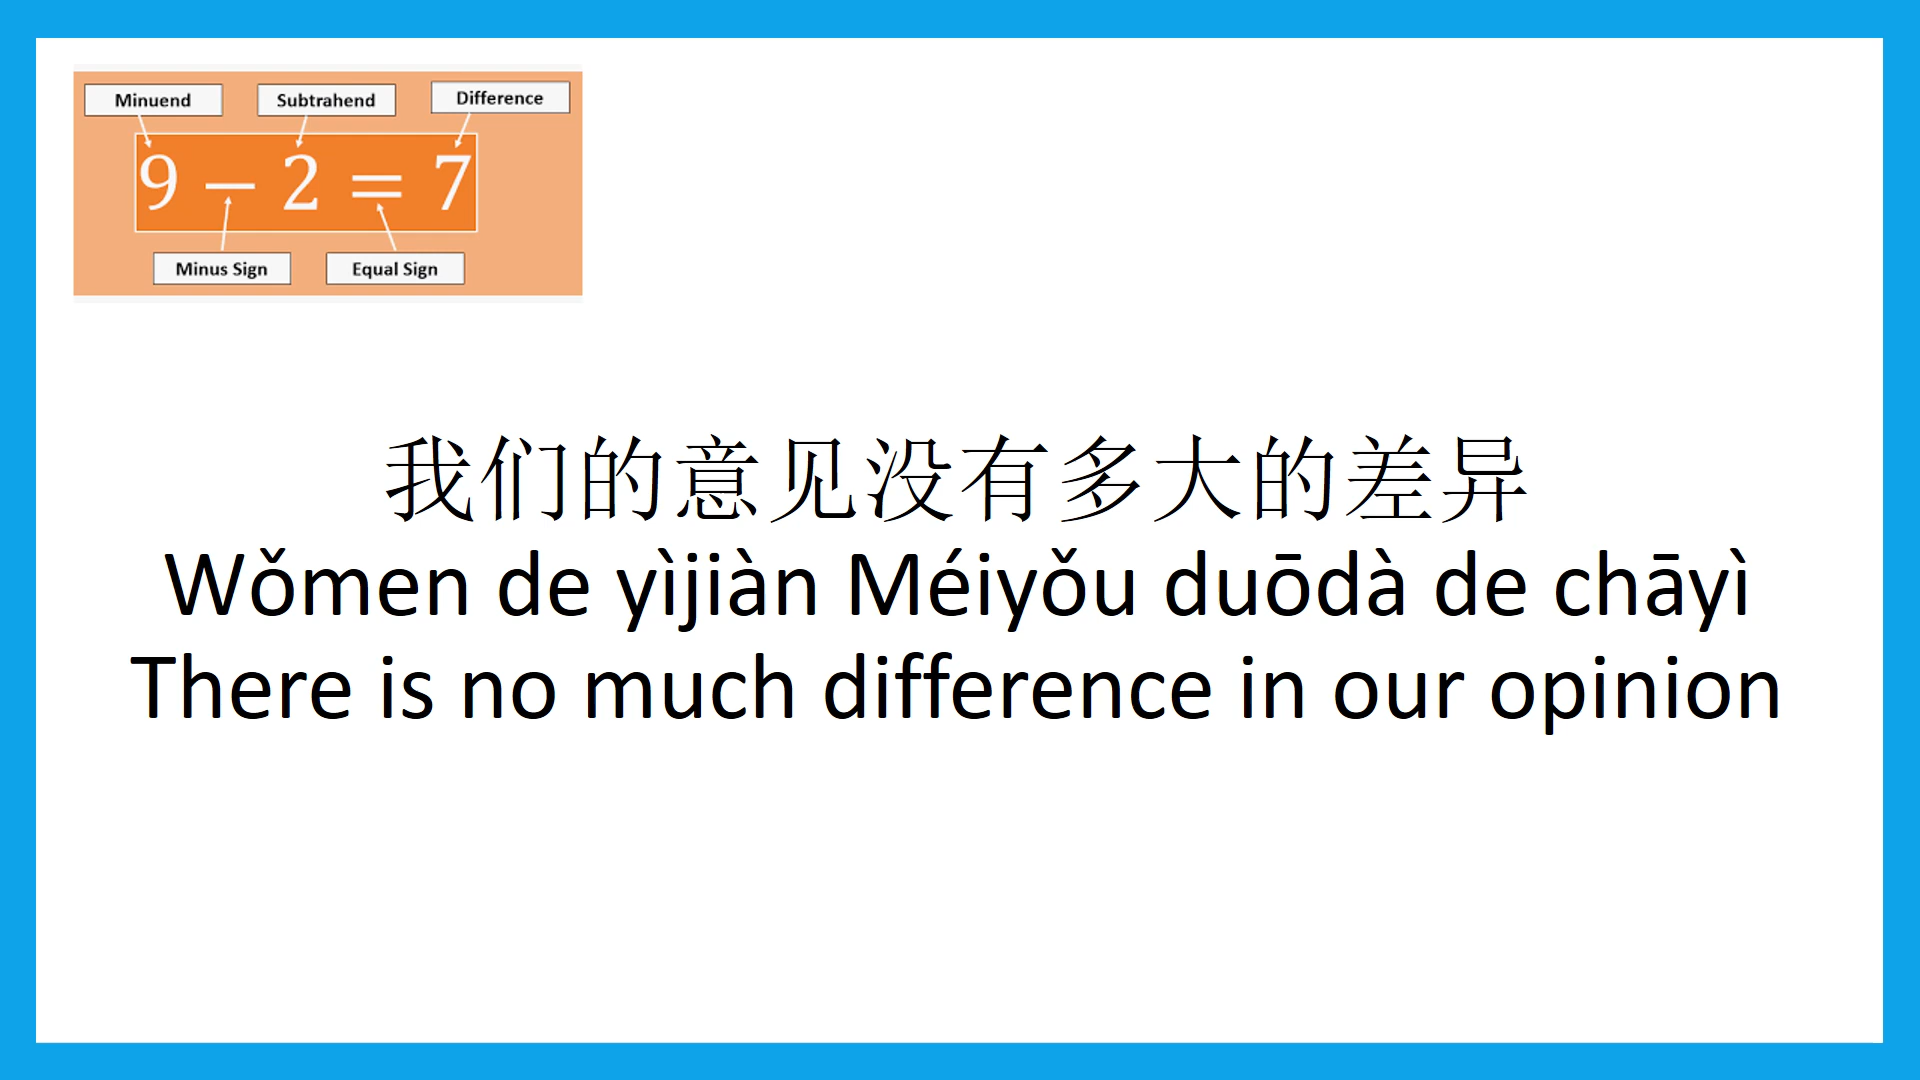 Minuend Subtrahend Difference
9 − 2 = 7
Minus Sign Equal Sign
我们的意见没有多大的差异
Wǒmen de yìjiàn Méiyǒu duōdà de chāyì
There is no much difference in our opinion